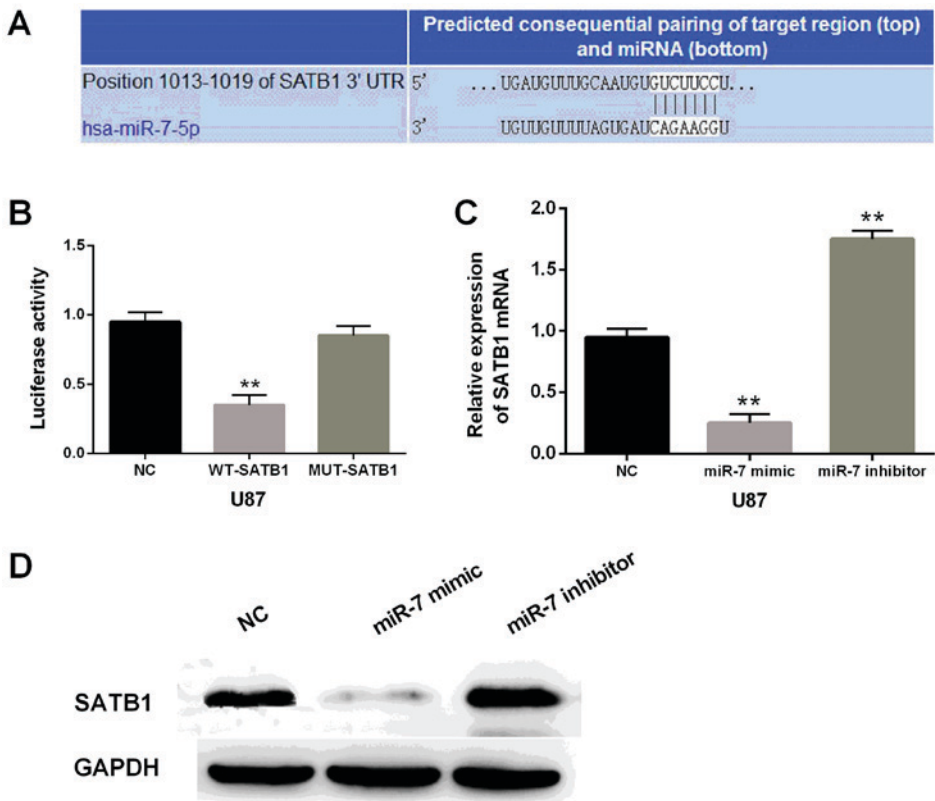 A
Predicted consequential pairing of target region (top)
and miRNA (bottom)
Position 1013-1019 of SATB1 3' UTR 5' ...UGAUGUUUGCAAUGUGUCUUCCU...
hsa-miR-7-5p 3' UGUUGUUUUAGUGAUCAGAAGGU
B
Luciferase activity
1.5
1.0
0.5
0.0
NC WT-SATB1 MUT-SATB1
**
U87
C
Relative expression
of SATB1 mRNA
2.0
1.5
1.0
0.5
0.0
NC miR-7 mimic miR-7 inhibitor
**
**
U87
D
NC
miR-7 mimic
miR-7 inhibitor
SATB1
GAPDH